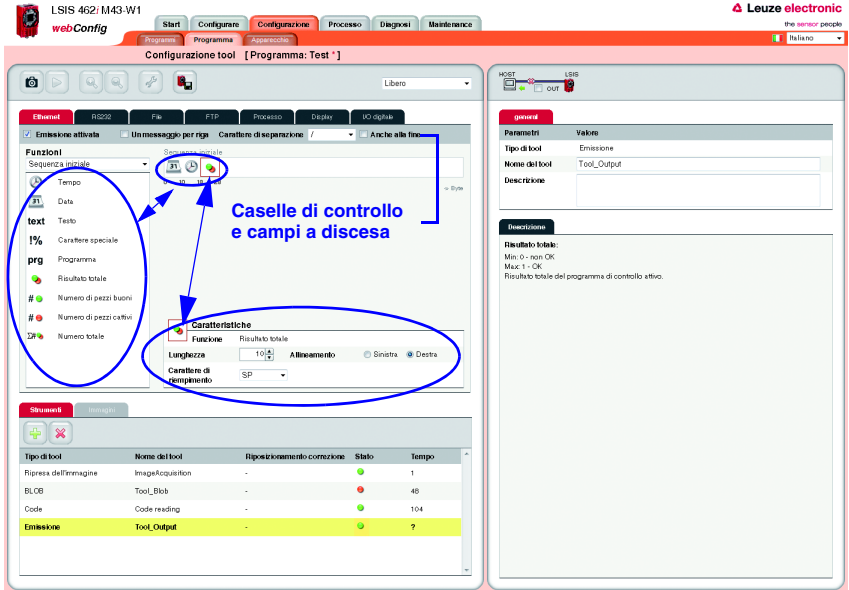 LSIS 462i M43-W1
webConfig
Start Configurare Configurazione Processo Diagnosi Maintenance
Leuze electronic
the sensor people
Programmi Programma Apparecchio
Italiano
Configurazione tool [Programma: Test *]
Libero
HOST LSIS
OUT
Ethernet RS232 File FTP Processo Display I/O digitale
Emissione attivata Un messaggio per riga Carattere di separazione / Anche alla fine
Funzioni
Sequenza iniziale
Sequenza iniziale
31
0 10 18 28
Byte
Tempo
31 Data
text Testo
!% Carattere speciale
prg Programma
Risultato totale
# Numero di pezzi buoni
# Numero di pezzi cattivi
Σ# Numero totale
Caselle di controllo
e campi a discesa
Caratteristiche
Funzione Risultato totale
Lunghezza 10 Allineamento Sinistra Destra
Carattere di
riempimento SP
general
Parametri Valore
Tipo di tool Emissione
Nome del tool Tool_Output
Descrizione
Descrizione
Risultato totale:
Min: 0 - non OK
Max: 1 - OK
Risultato totale del programma di controllo attivo.
Strumenti Immagini
Tipo di tool Nome del tool Riposizionamento correzione Stato Tempo
Ripresa dell'immagine ImageAcquisition - 1
BLOB Tool_Blob - 48
Code Code reading - 104
Emissione Tool_Output - ?